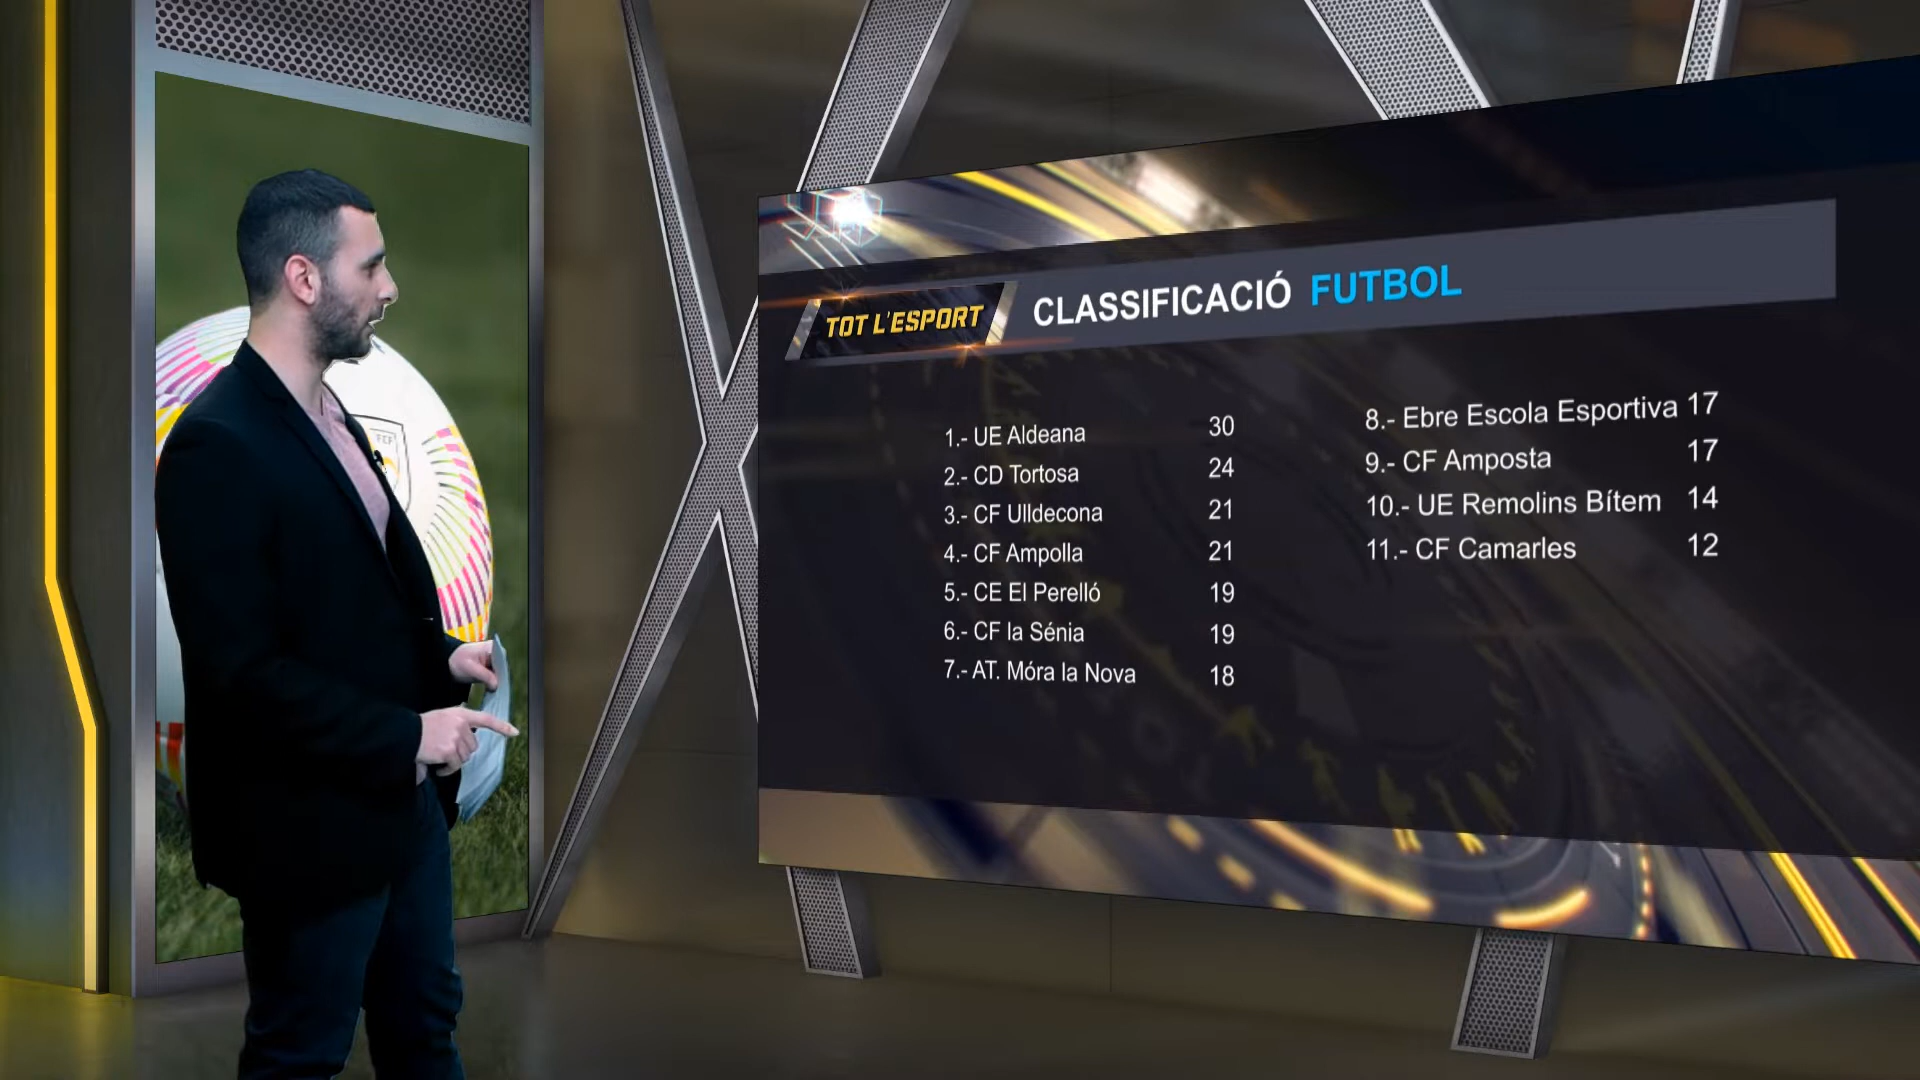 TOT L'ESPORT
CLASSIFICACIÓ FUTBOL
1.- UE Aldeana 30
2.- CD Tortosa 24
3.- CF Ulldecona 21
4.- CF Ampolla 21
5.- CE El Perelló 19
6.- CF la Sénia 19
7.- AT. Móra la Nova 18
8.- Ebre Escola Esportiva 17
9.- CF Amposta 17
10.- UE Remolins Bítem 14
11.- CF Camarles 12
FCF